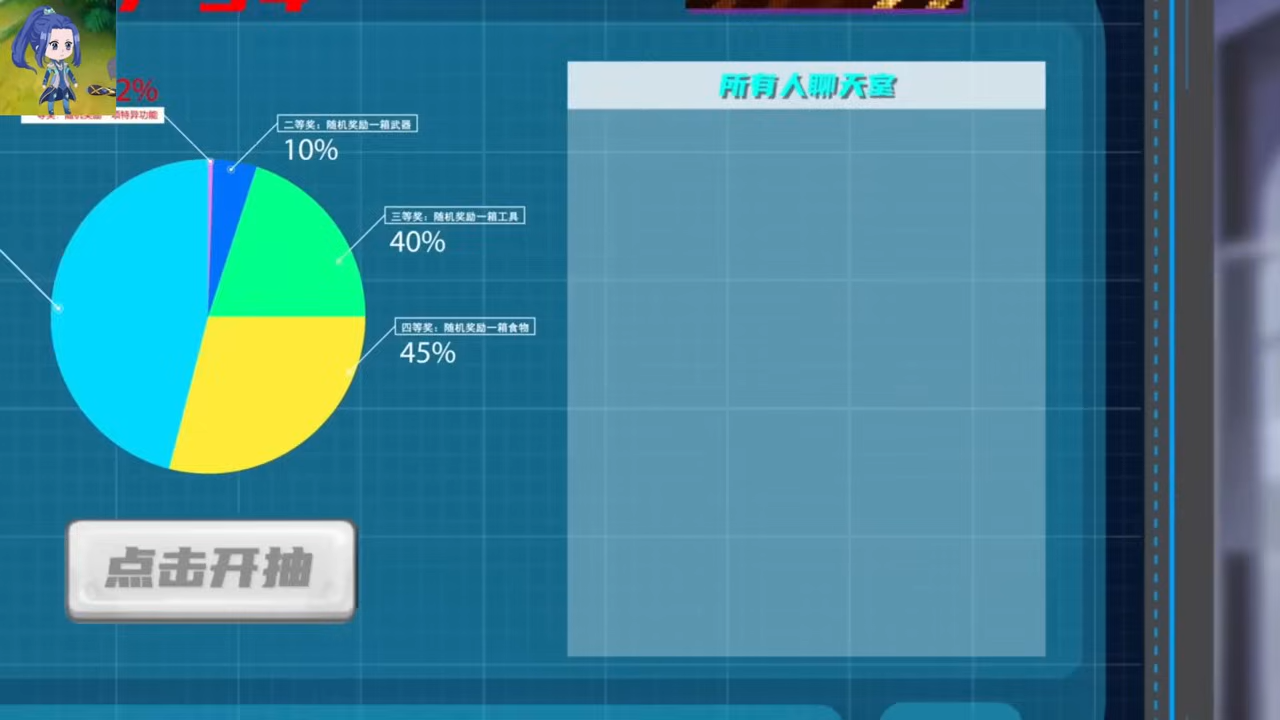 所有人聊天室
2%
二等奖：随机奖励一箱武器
10%
三等奖：随机奖励一箱工具
40%
四等奖：随机奖励一箱食物
45%
点击开抽